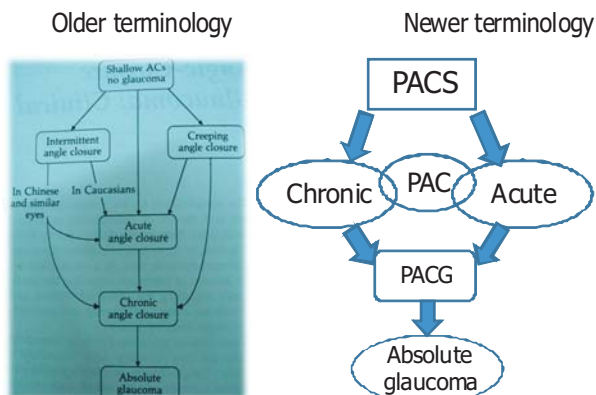 Older terminology
Newer terminology
Shallow ACs
no glaucoma
Intermittent
angle closure
Creeping
angle closure
In Chinese
and similar
eyes
In Caucasians
Acute
angle closure
Chronic
angle closure
Absolute
glaucoma
PACS
Chronic
PAC
Acute
PACG
Absolute
glaucoma